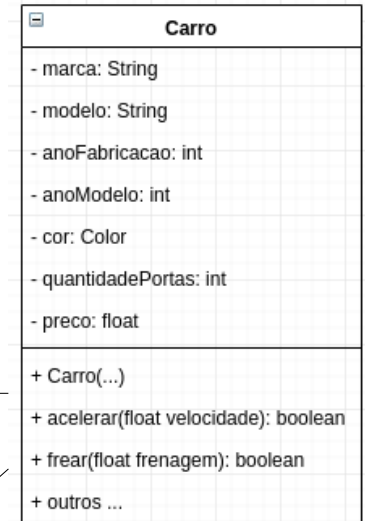 Carro
- marca: String
- modelo: String
- anoFabricacao: int
- anoModelo: int
- cor: Color
- quantidadePortas: int
- preco: float
+ Carro(...)
+ acelerar(float velocidade): boolean
+ frear(float frenagem): boolean
+ outros ...